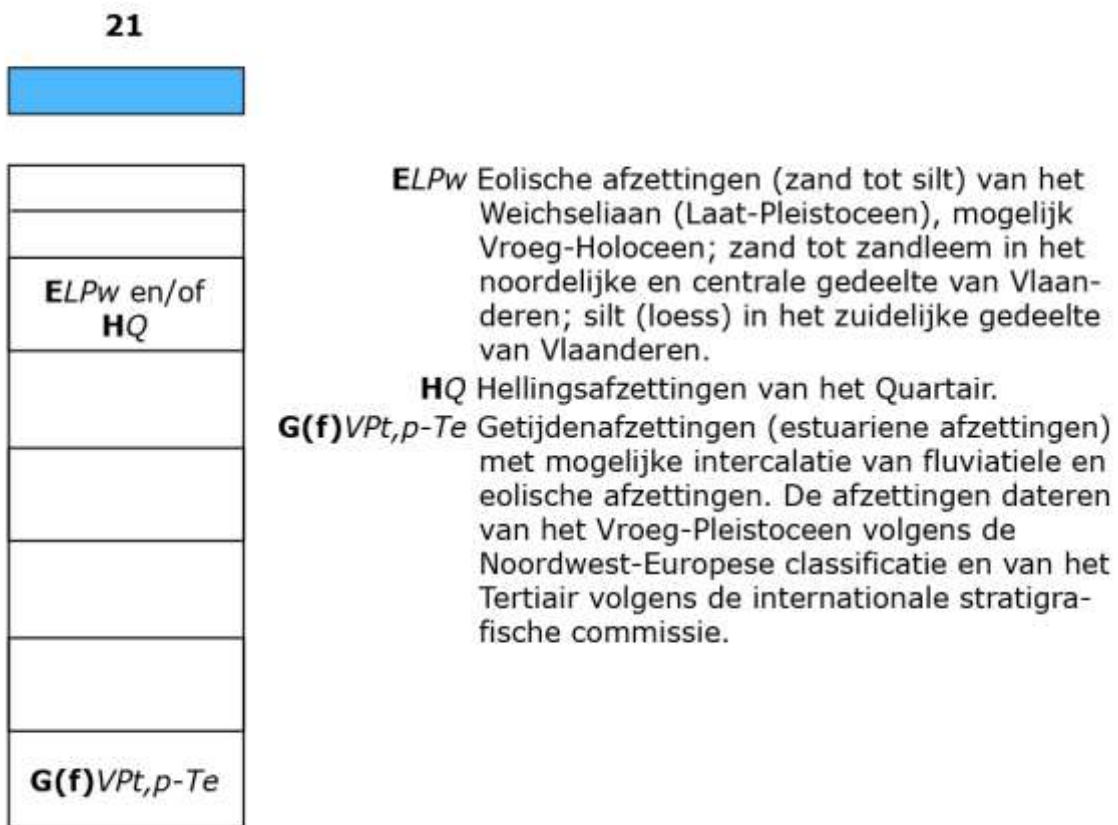 21
ELPw en/of
HQ
G(f)VPt,p-Te
ELPw Eolische afzettingen (zand tot silt) van het
Weichseliaan (Laat-Pleistoceen), mogelijk
Vroeg-Holoceen; zand tot zandleem in het
noordelijke en centrale gedeelte van Vlaan-
deren; silt (loess) in het zuidelijke gedeelte
van Vlaanderen.
HQ Hellingsafzettingen van het Quartair.
G(f)VPt,p-Te Getijdenafzettingen (estuariene afzettingen)
met mogelijke intercalatie van fluviatiele en
eolische afzettingen. De afzettingen dateren
van het Vroeg-Pleistoceen volgens de
Noordwest-Europese classificatie en van het
Tertiair volgens de internationale stratigra-
fische commissie.